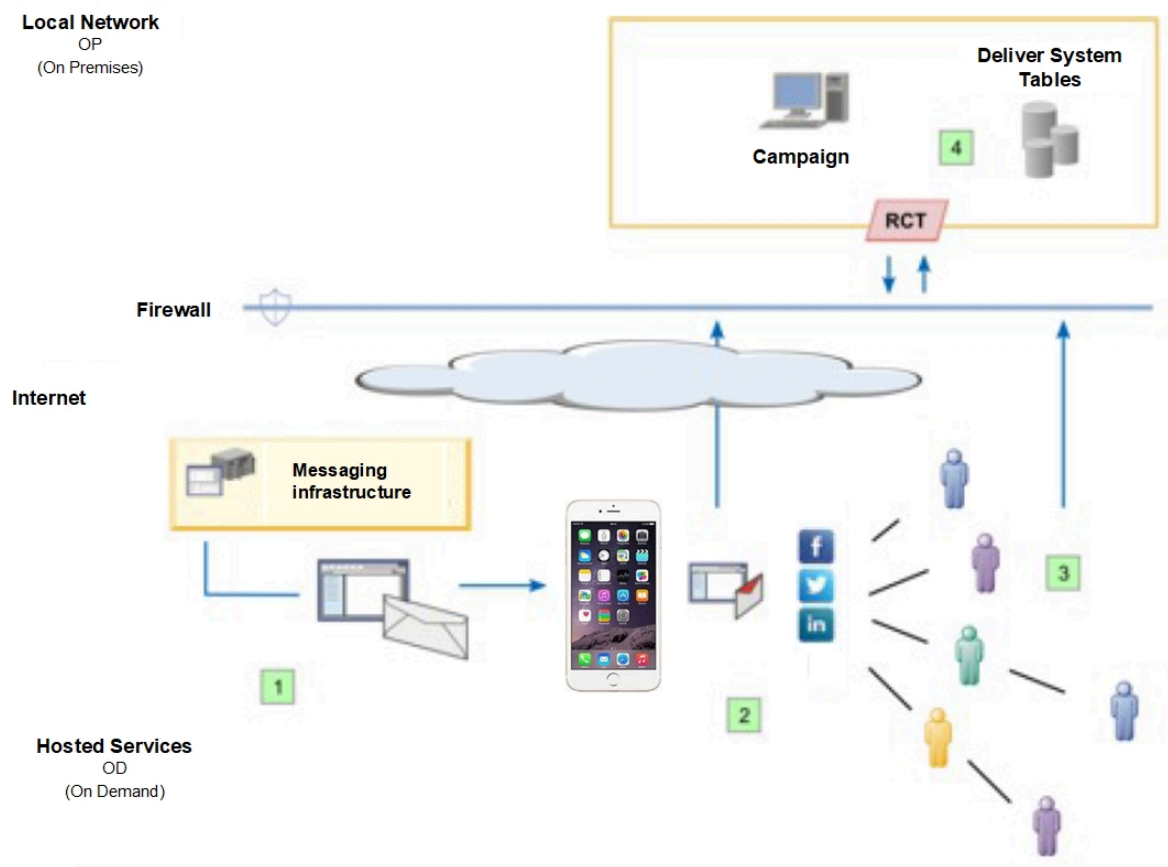 Local Network
OP
(On Premises)
Deliver System
Tables
Campaign
4
RCT
Firewall
Internet
Messaging
infrastructure
f
in
3
1
2
Hosted Services
OD
(On Demand)